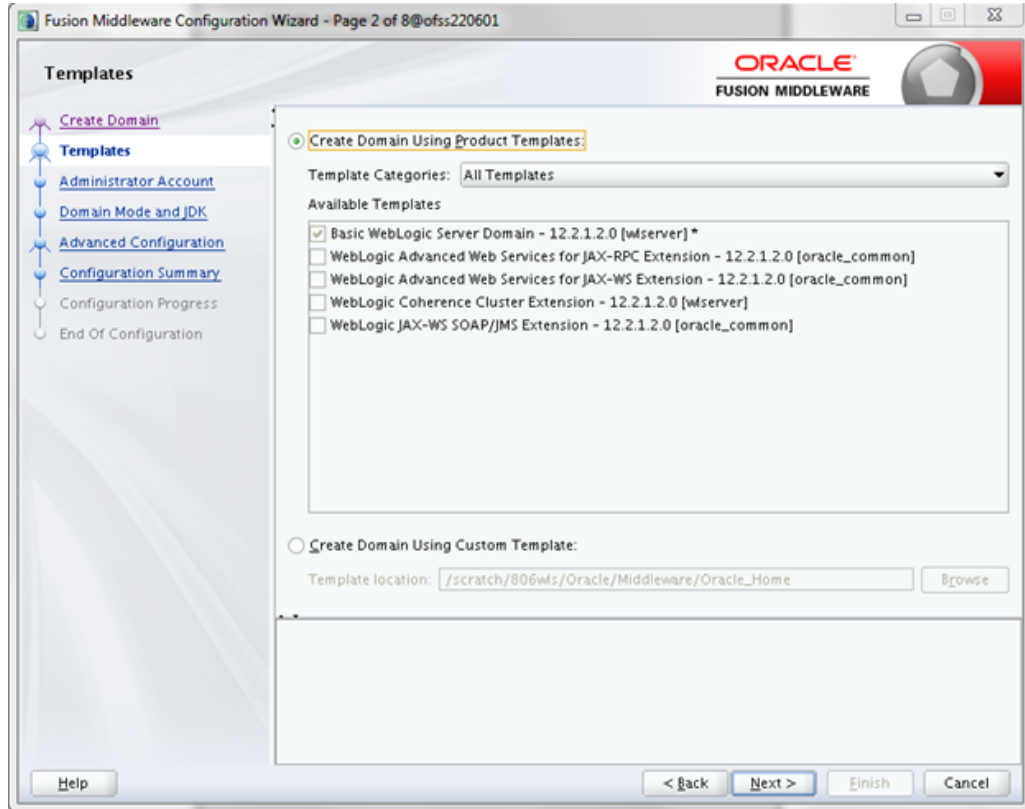 Fusion Middleware Configuration Wizard - Page 2 of 8@ofss220601
Templates
ORACLE
FUSION MIDDLEWARE
Create Domain
Templates
Administrator Account
Domain Mode and JDK
Advanced Configuration
Configuration Summary
Configuration Progress
End Of Configuration
Create Domain Using Product Templates:
Template Categories: All Templates
Available Templates
Basic WebLogic Server Domain - 12.2.1.2.0 [wlserver] *
WebLogic Advanced Web Services for JAX-RPC Extension - 12.2.1.2.0 [oracle_common]
WebLogic Advanced Web Services for JAX-WS Extension - 12.2.1.2.0 [oracle_common]
WebLogic Coherence Cluster Extension - 12.2.1.2.0 [wlserver]
WebLogic JAX-WS SOAP/JMS Extension - 12.2.1.2.0 [oracle_common]
Create Domain Using Custom Template:
Template location: /scratch/806wls/Oracle/Middleware/Oracle_Home Browse
Help < Back Next > Finish Cancel